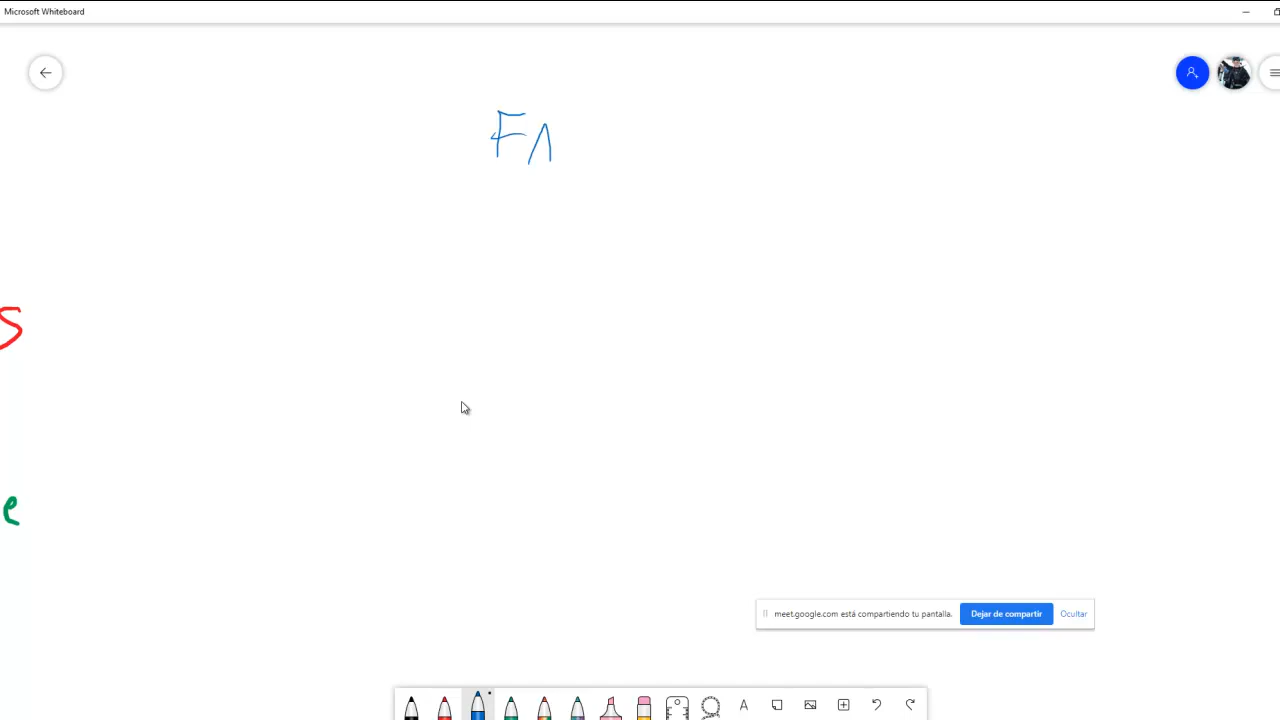 Microsoft Whiteboard
FA
S
e
meet.google.com está compartiendo tu pantalla.
Dejar de compartir
Ocultar